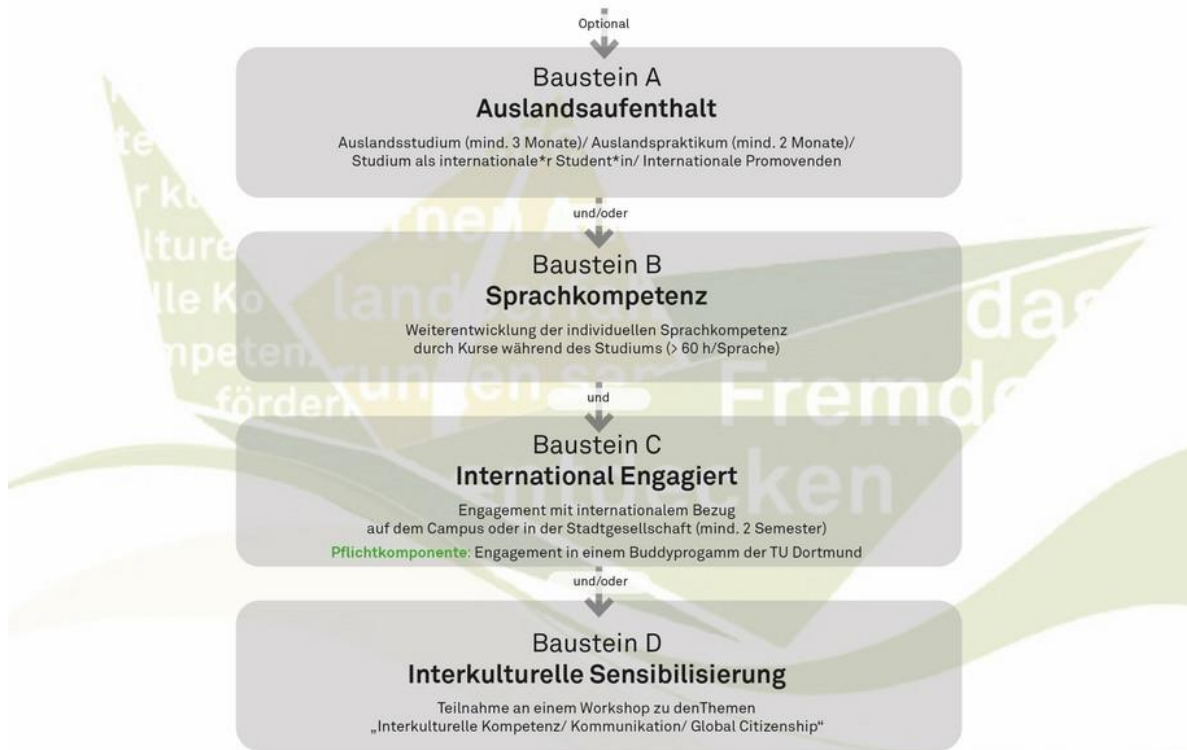 Optional
Baustein A
Auslandsaufenthalt
Auslandsstudium (mind. 3 Monate)/ Auslandspraktikum (mind. 2 Monate)/
Studium als internationale*r Student*in/ Internationale Promovenden
und/oder
Baustein B
Sprachkompetenz
Weiterentwicklung der individuellen Sprachkompetenz
durch Kurse während des Studiums (> 60 h/Sprache)
und
Baustein C
International Engagiert
Engagement mit internationalem Bezug
auf dem Campus oder in der Stadtgesellschaft (mind. 2 Semester)
Pflichtkomponente: Engagement in einem Buddyprogamm der TU Dortmund
und/oder
Baustein D
Interkulturelle Sensibilisierung
Teilnahme an einem Workshop zu denThemen
„Interkulturelle Kompetenz/ Kommunikation/ Global Citizenship“
das
Fremde
entdecken